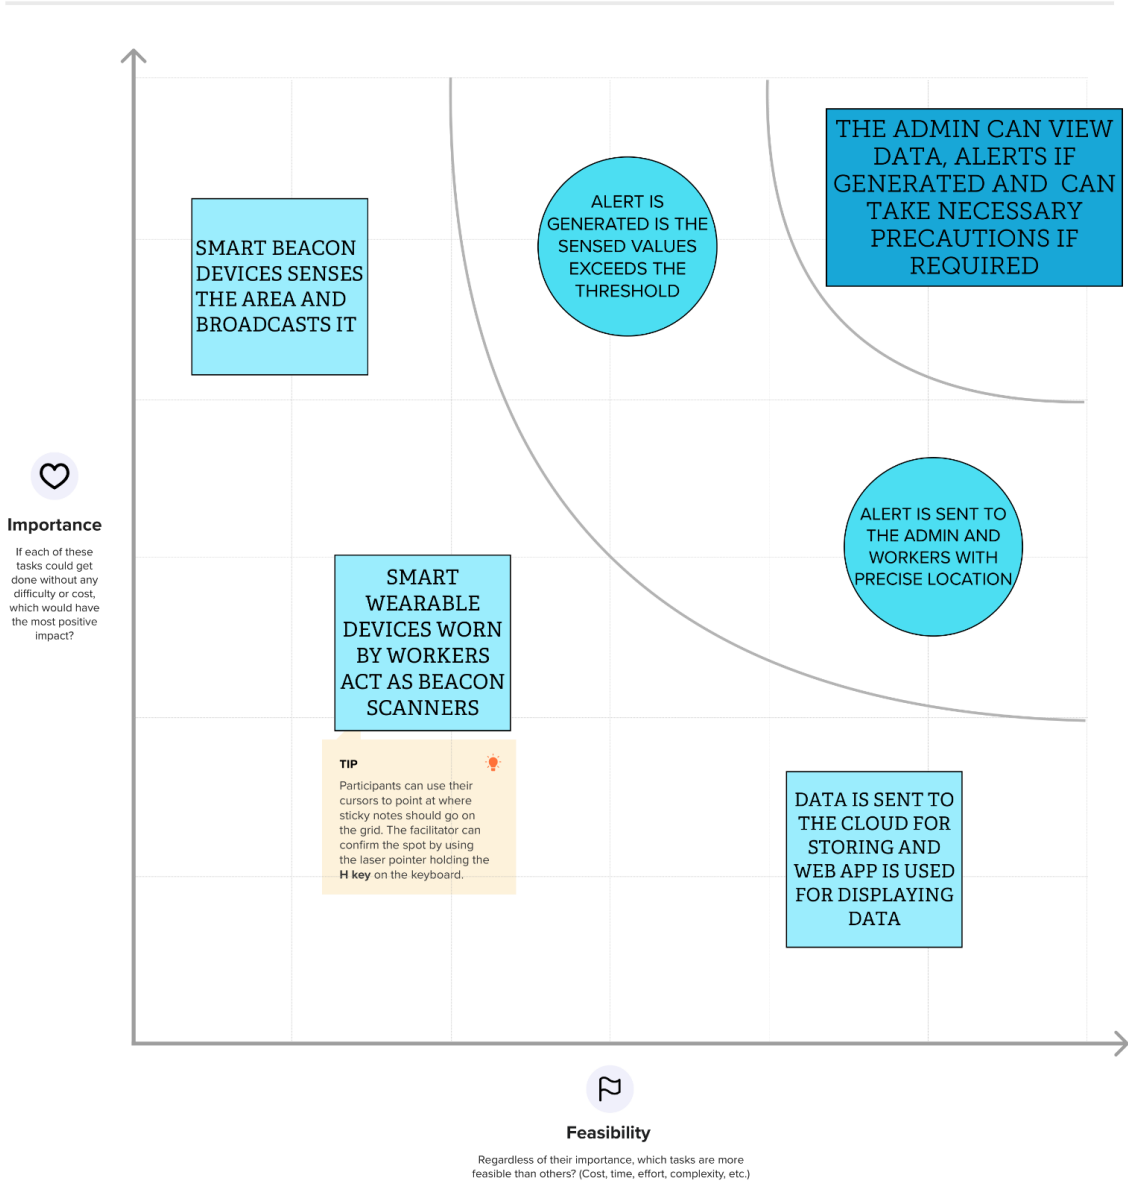 THE ADMIN CAN VIEW
DATA, ALERTS IF
GENERATED AND CAN
TAKE NECESSARY
PRECAUTIONS IF
REQUIRED
ALERT IS
GENERATED IS THE
SENSED VALUES
EXCEEDS THE
THRESHOLD
SMART BEACON
DEVICES SENSES
THE AREA AND
BROADCASTS IT
ALERT IS SENT TO
THE ADMIN AND
WORKERS WITH
PRECISE LOCATION
Importance
If each of these
tasks could get
done without any
difficulty or cost,
which would have
the most positive
impact?
SMART
WEARABLE
DEVICES WORN
BY WORKERS
ACT AS BEACON
SCANNERS
TIP
Participants can use their
cursors to point at where
sticky notes should go on
the grid. The facilitator can
confirm the spot by using
the laser pointer holding the
H key on the keyboard.
DATA IS SENT TO
THE CLOUD FOR
STORING AND
WEB APP IS USED
FOR DISPLAYING
DATA
Feasibility
Regardless of their importance, which tasks are more
feasible than others? (Cost, time, effort, complexity, etc.)